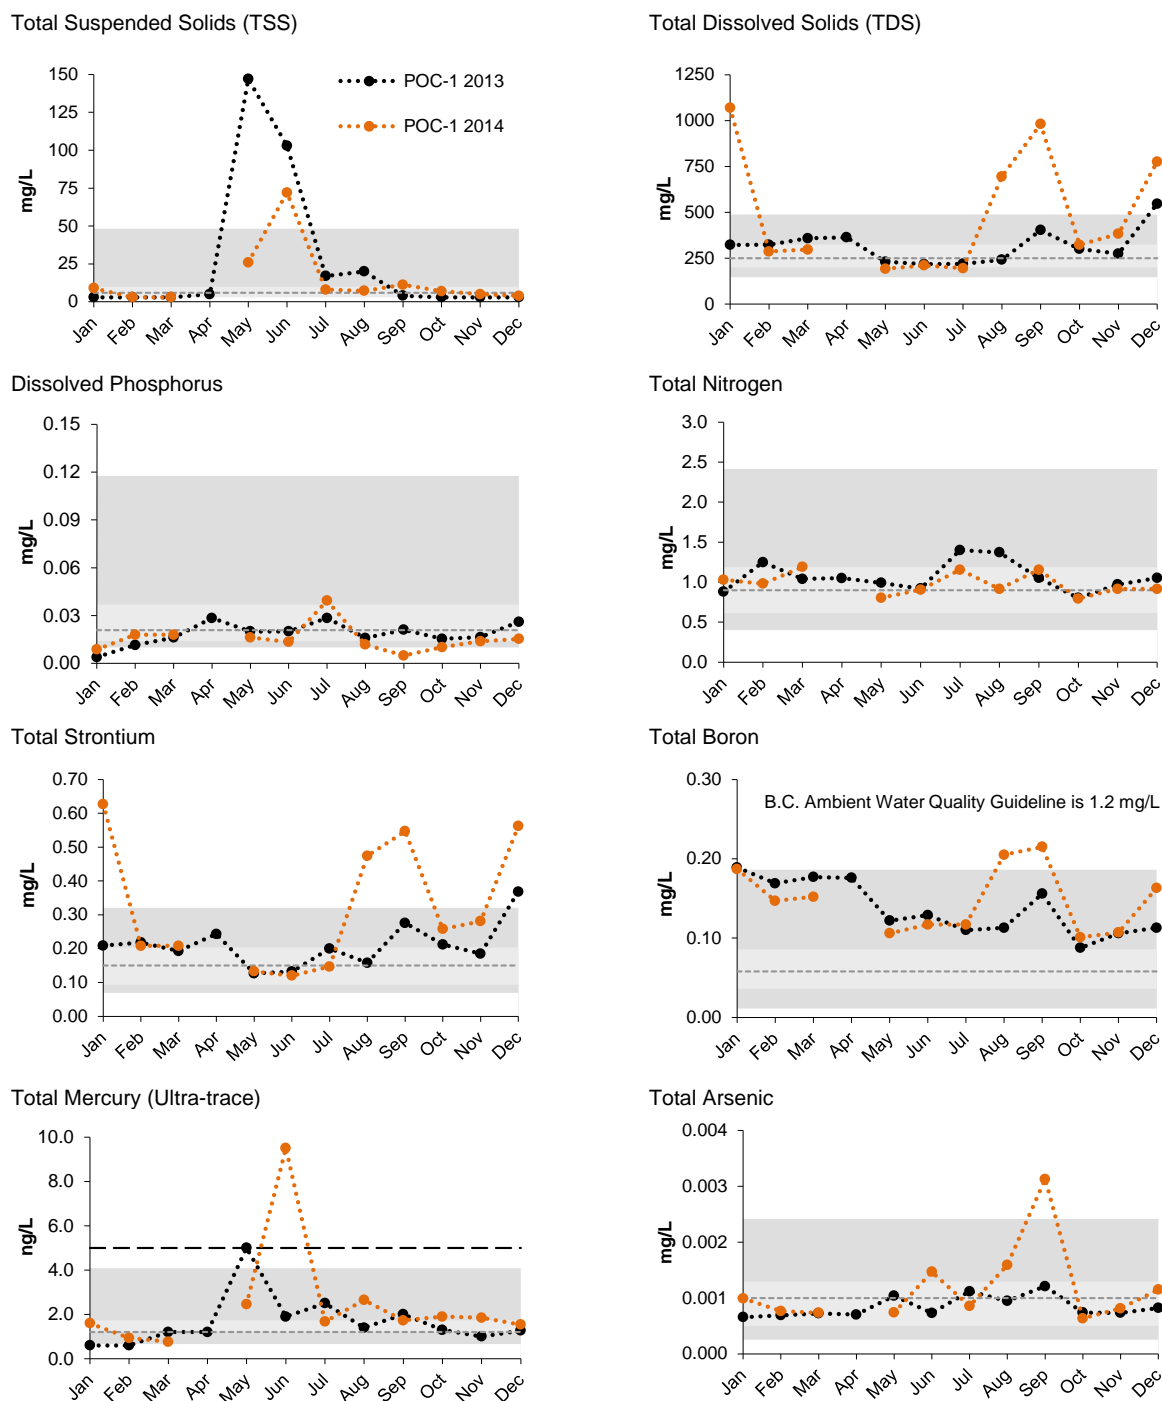 Total Suspended Solids (TSS)
150
125
100
75
50
25
0
mg/L
POC-1 2013
POC-1 2014
Jan Feb Mar Apr May Jun Jul Aug Sep Oct Nov Dec
Total Dissolved Solids (TDS)
1250
1000
750
500
250
0
mg/L
Jan Feb Mar Apr May Jun Jul Aug Sep Oct Nov Dec
Dissolved Phosphorus
0.15
0.12
0.09
0.06
0.03
0.00
mg/L
Jan Feb Mar Apr May Jun Jul Aug Sep Oct Nov Dec
Total Nitrogen
3.0
2.5
2.0
1.5
1.0
0.5
0.0
mg/L
Jan Feb Mar Apr May Jun Jul Aug Sep Oct Nov Dec
Total Strontium
0.70
0.60
0.50
0.40
0.30
0.20
0.10
0.00
mg/L
Jan Feb Mar Apr May Jun Jul Aug Sep Oct Nov Dec
Total Boron
0.30
0.20
0.10
0.00
mg/L
B.C. Ambient Water Quality Guideline is 1.2 mg/L
Jan Feb Mar Apr May Jun Jul Aug Sep Oct Nov Dec
Total Mercury (Ultra-trace)
10.0
8.0
6.0
4.0
2.0
0.0
ng/L
Jan Feb Mar Apr May Jun Jul Aug Sep Oct Nov Dec
Total Arsenic
0.004
0.003
0.002
0.001
0.000
mg/L
Jan Feb Mar Apr May Jun Jul Aug Sep Oct Nov Dec